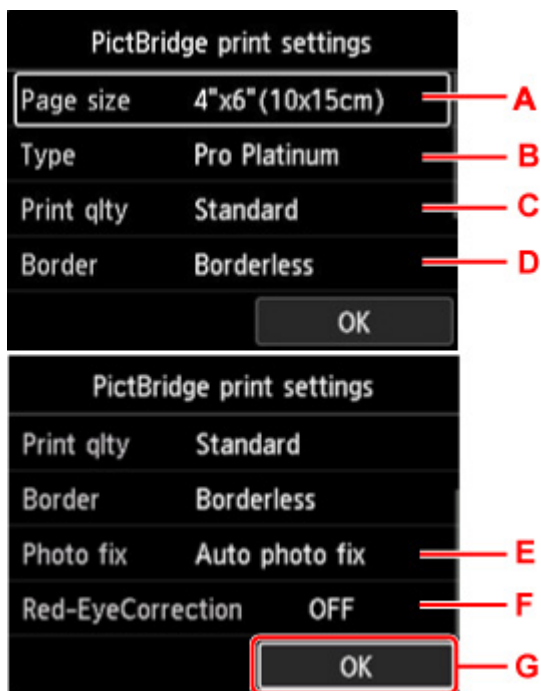 PictBridge print settings
Page size 4"x6"(10x15cm) A
Type Pro Platinum B
Print qlty Standard C
Border Borderless D
OK
PictBridge print settings
Print qlty Standard
Border Borderless
Photo fix Auto photo fix E
Red-EyeCorrection OFF F
OK G